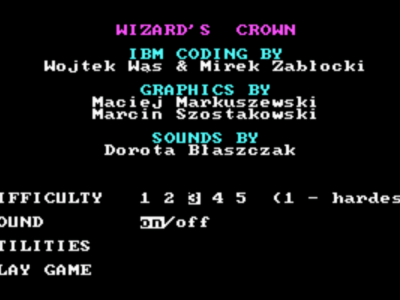 WIZARD'S CROWN
IBM CODING BY
Wojtek Wąs & Mirek Zabłocki
GRAPHICS BY
Maciej Markuszewski
Marcin Szostakowski
SOUNDS BY
Dorota Błaszczak
IFFICULTY 1 2 3 4 5 (1 - hardes
OUND on/off
TILITIES
LAY GAME